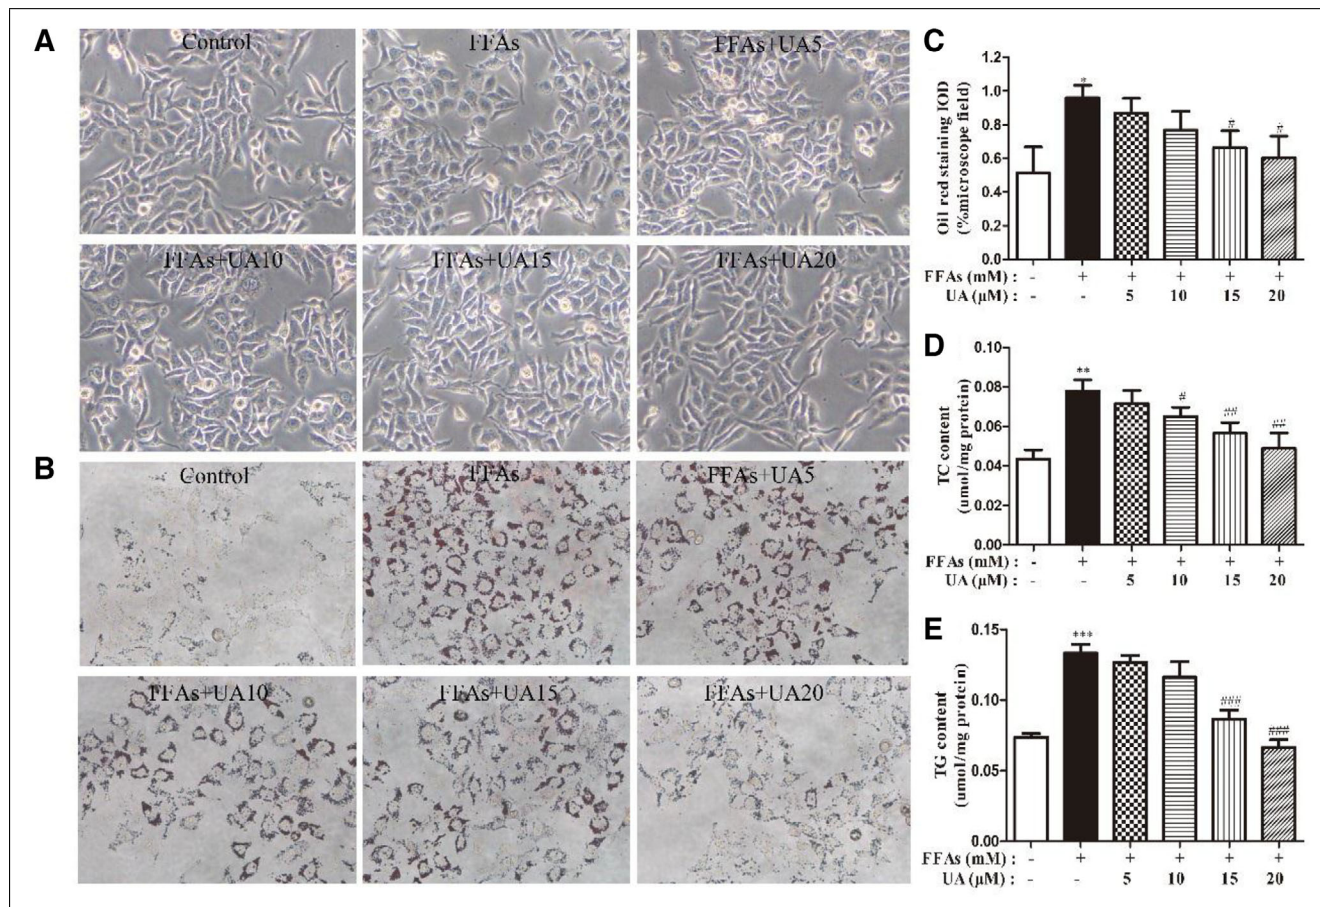 A
Control
FFAs
FFAs+UA5
FFAs+UA10
FFAs+UA15
FFAs+UA20
B
Control
FFAs
FFAs+UA5
FFAs+UA10
FFAs+UA15
FFAs+UA20
C
Oil red staining IOD
(%microscope field)
1.2
1.0
0.8
0.6
0.4
0.2
0.0
* # #
FFAs (mM) : - + + + + +
UA (μM) : - - 5 10 15 20
D
TC content
(umol/mg protcin)
0.10
0.08
0.06
0.04
0.02
0.00
** # ## ##
FFAs (mM) : - + + + + +
UA (μM) : - - 5 10 15 20
E
TG content
(umol/mg protein)
0.15
0.10
0.05
0.00
*** ### ###
FFAs (mM) : - + + + + +
UA (μM) : - - 5 10 15 20